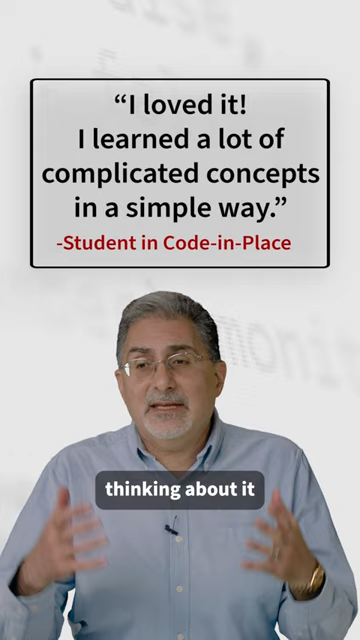 “I loved it!
I learned a lot of
complicated concepts
in a simple way.”
-Student in Code-in-Place
thinking about it